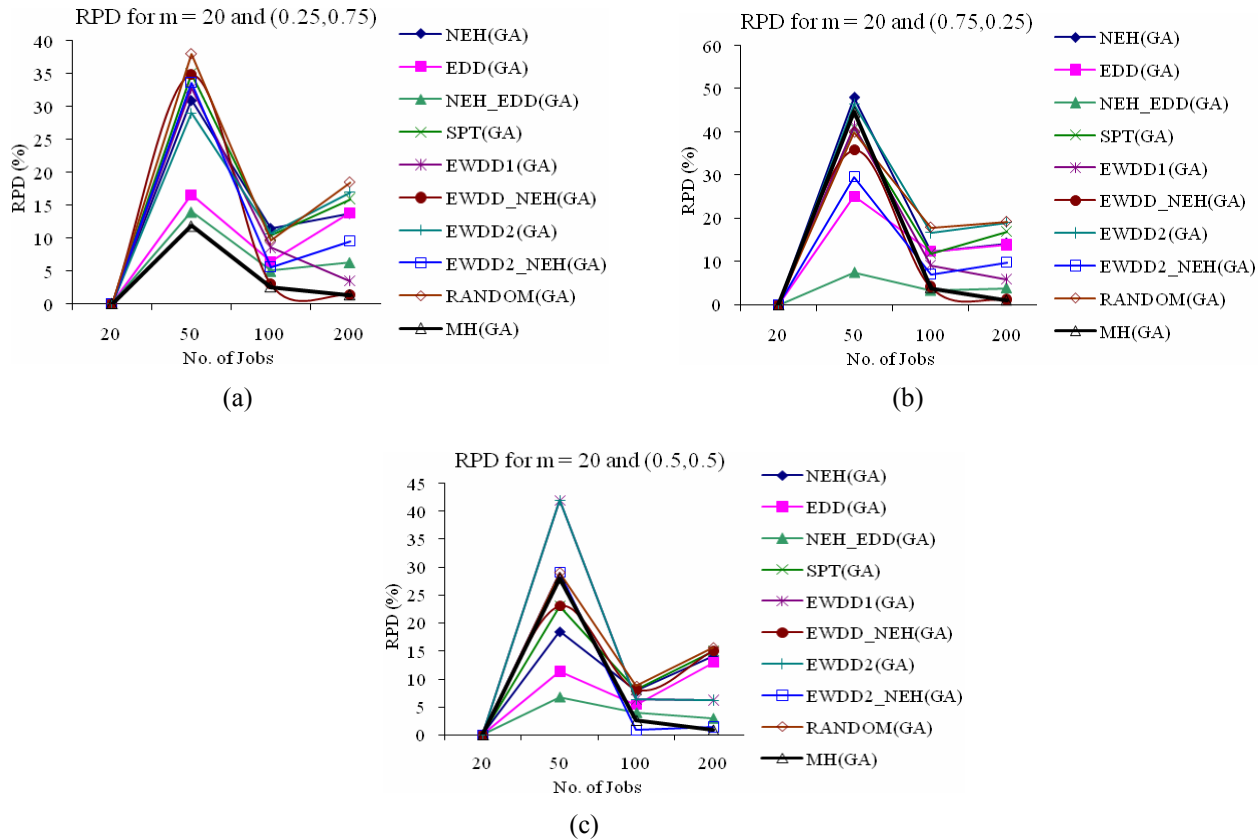 RPD for m = 20 and (0.25,0.75)
RPD (%)
40
35
30
25
20
15
10
5
0
20 50 100 200
No. of Jobs
NEH(GA)
EDD(GA)
NEH_EDD(GA)
SPT(GA)
EWDD1(GA)
EWDD_NEH(GA)
EWDD2(GA)
EWDD2_NEH(GA)
RANDOM(GA)
MH(GA)
(a)
RPD for m = 20 and (0.75,0.25)
RPD (%)
60
50
40
30
20
10
0
20 50 100 200
No. of Jobs
NEH(GA)
EDD(GA)
NEH_EDD(GA)
SPT(GA)
EWDD1(GA)
EWDD_NEH(GA)
EWDD2(GA)
EWDD2_NEH(GA)
RANDOM(GA)
MH(GA)
(b)
RPD for m = 20 and (0.5,0.5)
RPD (%)
45
40
35
30
25
20
15
10
5
0
20 50 100 200
No. of Jobs
NEH(GA)
EDD(GA)
NEH_EDD(GA)
SPT(GA)
EWDD1(GA)
EWDD_NEH(GA)
EWDD2(GA)
EWDD2_NEH(GA)
RANDOM(GA)
MH(GA)
(c)